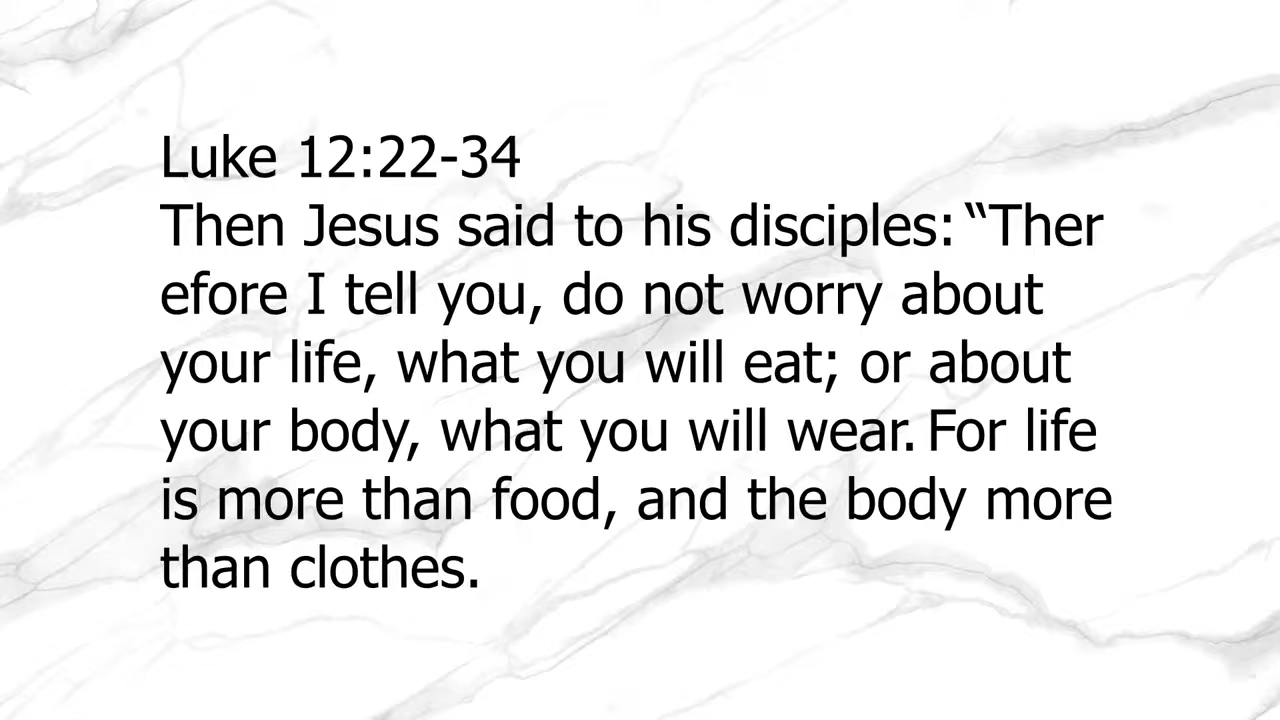 Luke 12:22-34
Then Jesus said to his disciples: “Ther
efore I tell you, do not worry about
your life, what you will eat; or about
your body, what you will wear. For life
is more than food, and the body more
than clothes.